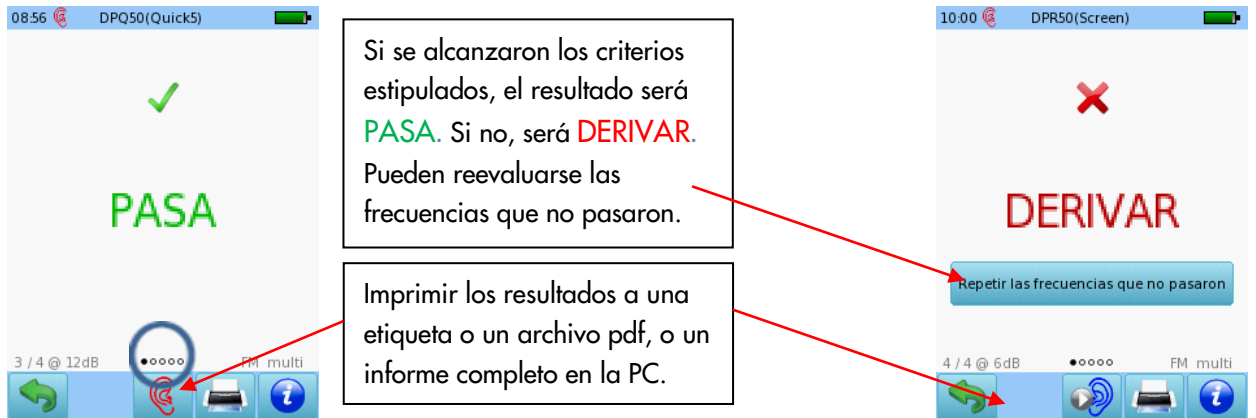 08:56 DPQ50(Quick5)
PASA
3 / 4 @ 12dB FM multi
Si se alcanzaron los criterios
estipulados, el resultado será
PASA. Si no, será DERIVAR.
Pueden reevaluarse las
frecuencias que no pasaron.
Imprimir los resultados a una
etiqueta o un archivo pdf, o un
informe completo en la PC.
10:00 DPR50(Screen)
DERIVAR
Repetir las frecuencias que no pasaron
4 / 4 @ 6dB FM multi